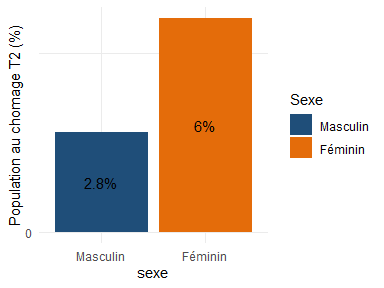 Population au chomage T2 (%)
6%
2.8%
0
Masculin
Féminin
sexe
Sexe
Masculin
Féminin